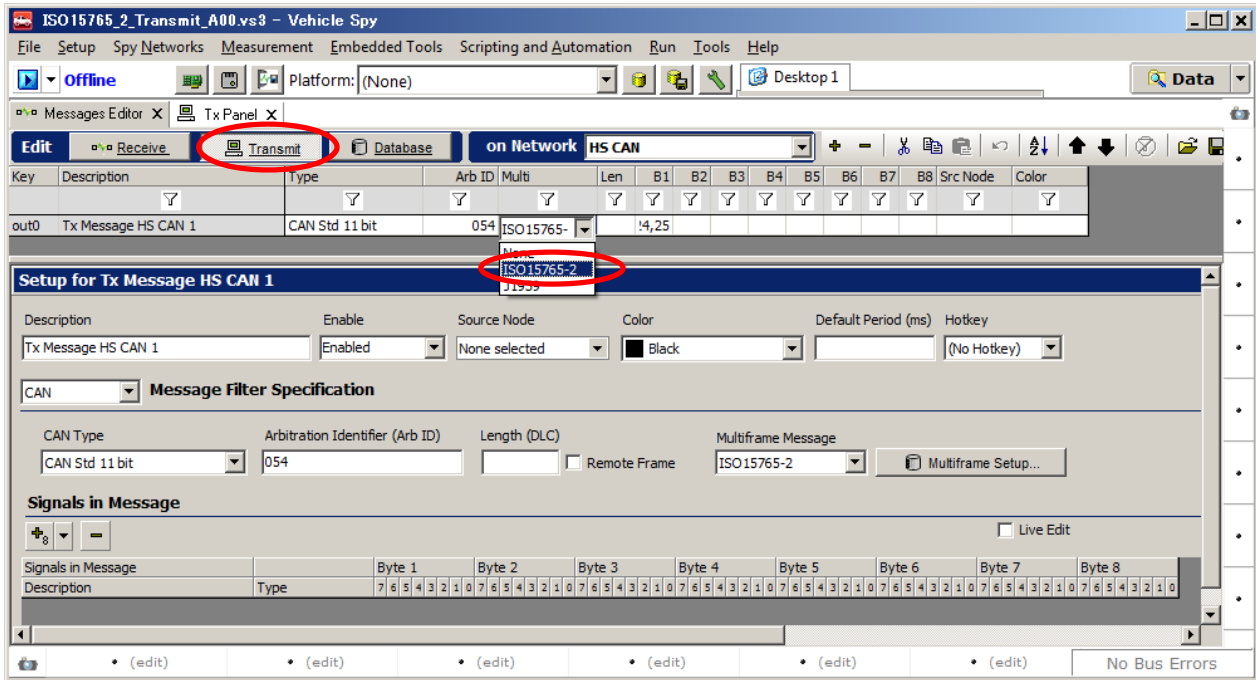 ISO15765_2_Transmit_A00.vs3 - Vehicle Spy
File Setup Spy Networks Measurement Embedded Tools Scripting and Automation Run Tools Help
Offline Platform: (None) Desktop 1 Data
Messages Editor X Tx Panel X
Edit Receive Transmit Database on Network HS CAN
Key Description Type Arb ID Multi Len B1 B2 B3 B4 B5 B6 B7 B8 Src Node Color
out0 Tx Message HS CAN 1 CAN Std 11 bit 054 ISO15765- 24,25
None
ISO15765-2
J1939
Setup for Tx Message HS CAN 1
Description Enable Source Node Color Default Period (ms) Hotkey
Tx Message HS CAN 1 Enabled None selected Black (No Hotkey)
CAN Message Filter Specification
CAN Type Arbitration Identifier (Arb ID) Length (DLC) Multiframe Message
CAN Std 11 bit 054 Remote Frame ISO15765-2 Multiframe Setup...
Signals in Message
8 Live Edit
Signals in Message Byte 1 Byte 2 Byte 3 Byte 4 Byte 5 Byte 6 Byte 7 Byte 8
Description Type 7 6 5 4 3 2 1 0 7 6 5 4 3 2 1 0 7 6 5 4 3 2 1 0 7 6 5 4 3 2 1 0 7 6 5 4 3 2 1 0 7 6 5 4 3 2 1 0 7 6 5 4 3 2 1 0 7 6 5 4 3 2 1 0
(edit) (edit) (edit) (edit) (edit) (edit) No Bus Errors